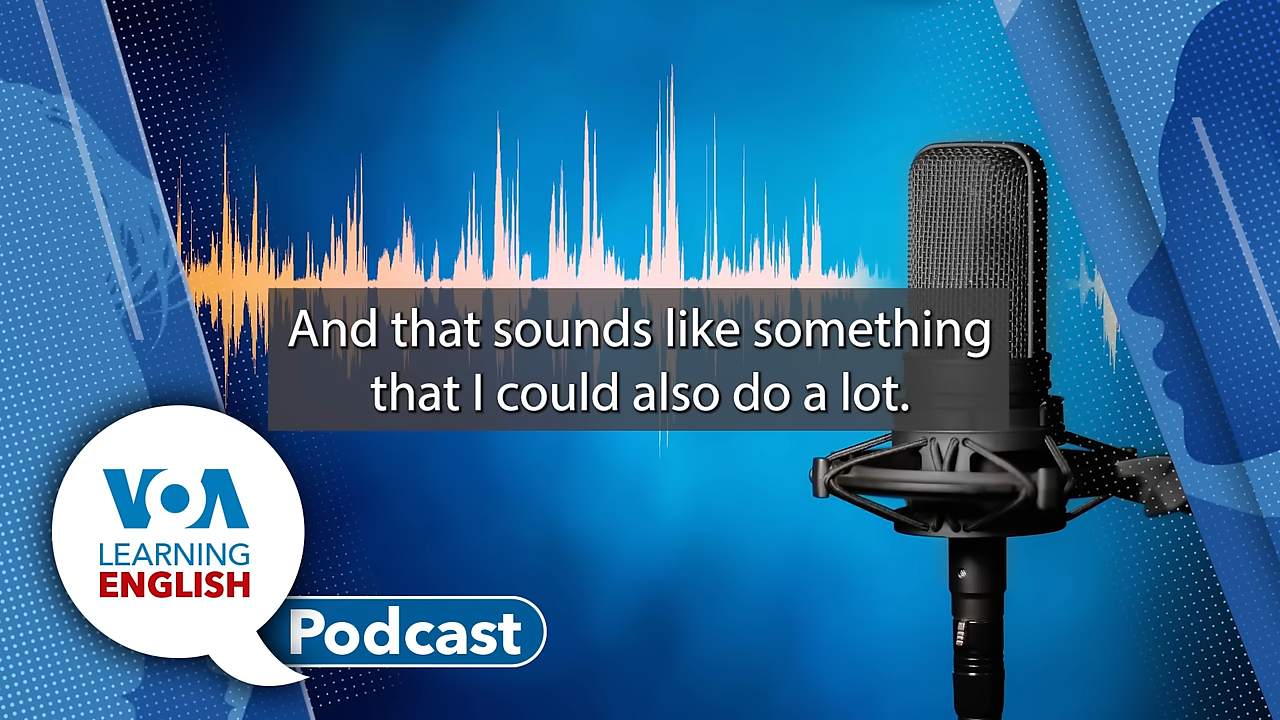 And that sounds like something
that I could also do a lot.
VOA
LEARNING
ENGLISH
Podcast